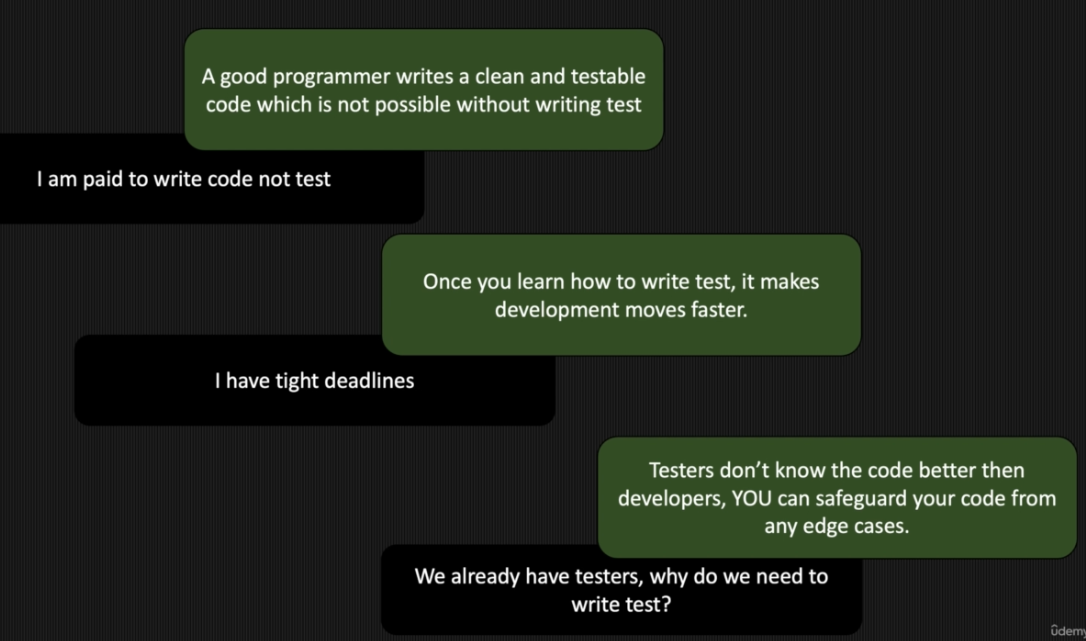 A good programmer writes a clean and testable
code which is not possible without writing test
I am paid to write code not test
Once you learn how to write test, it makes
development moves faster.
I have tight deadlines
Testers don’t know the code better then
developers, YOU can safeguard your code from
any edge cases.
We already have testers, why do we need to
write test?
ûdemy